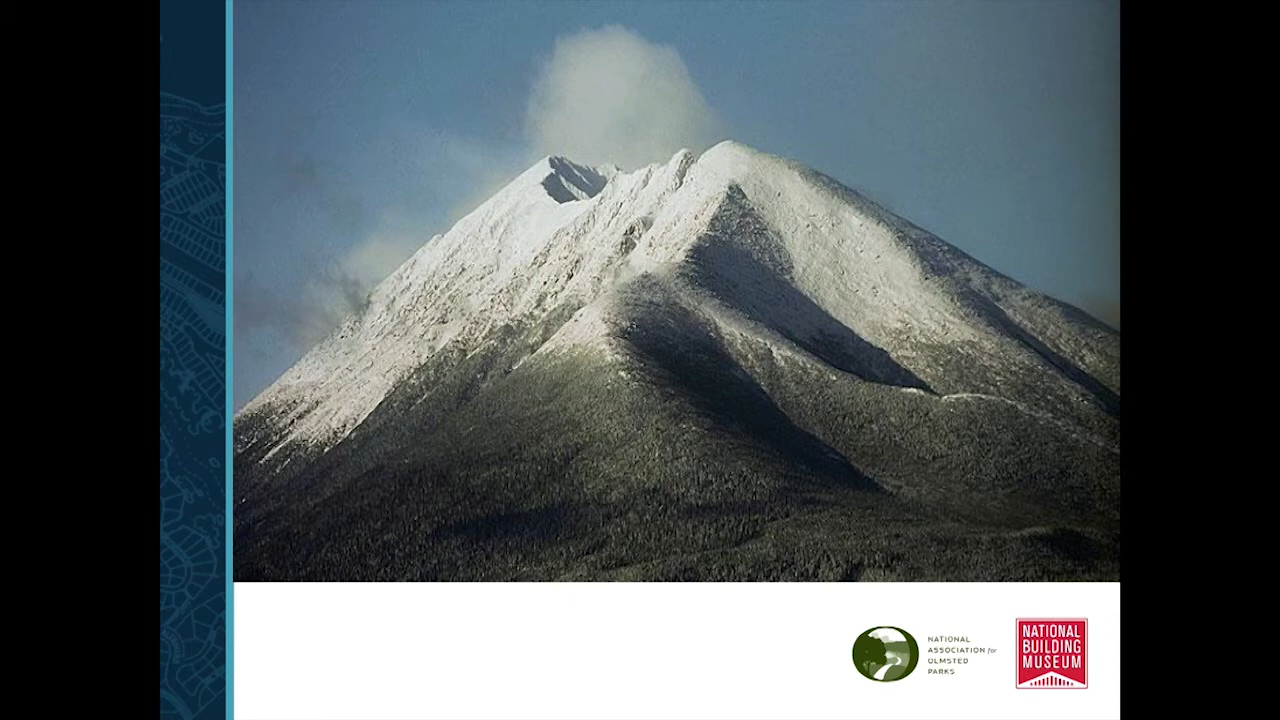 NATIONAL
ASSOCIATION for
OLMSTED
PARKS
NATIONAL
BUILDING
MUSEUM